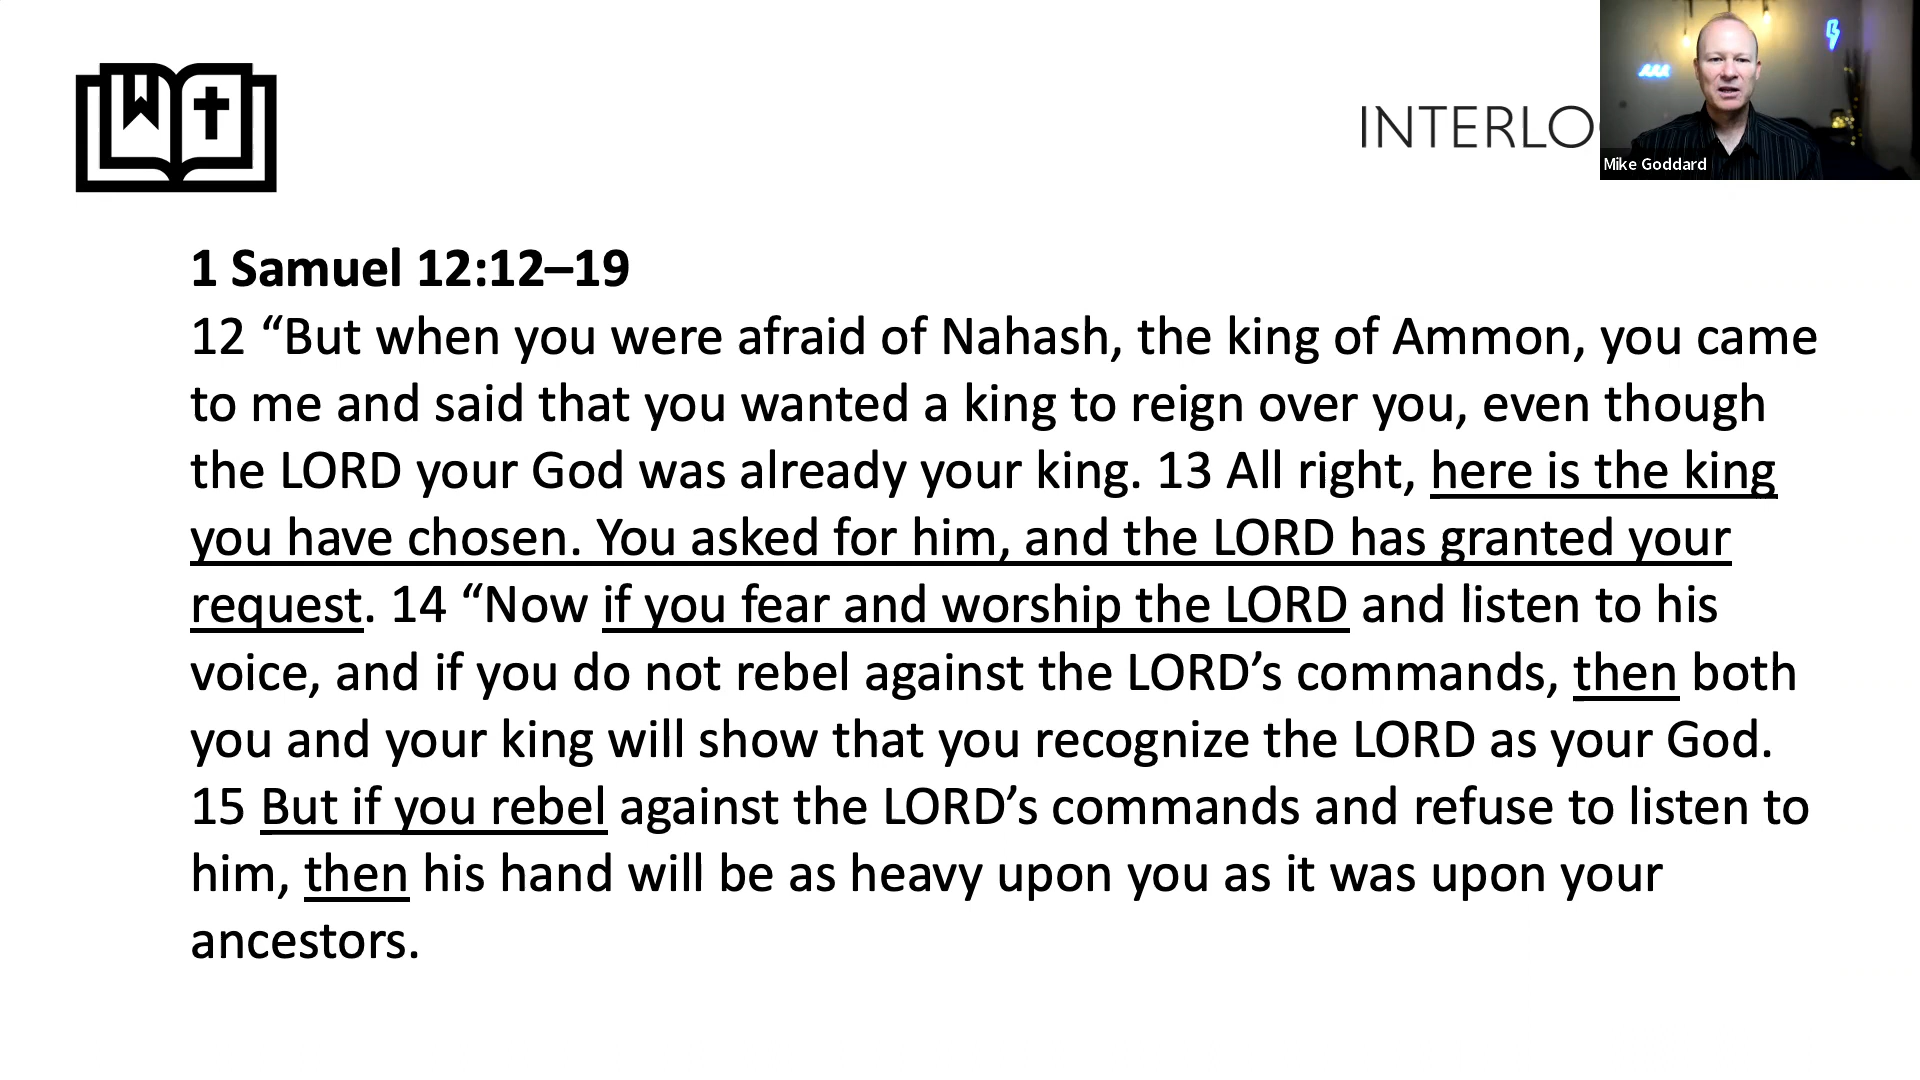 INTERLO
Mike Goddard
1 Samuel 12:12–19
12 “But when you were afraid of Nahash, the king of Ammon, you came
to me and said that you wanted a king to reign over you, even though
the LORD your God was already your king. 13 All right, here is the king
you have chosen. You asked for him, and the LORD has granted your
request. 14 “Now if you fear and worship the LORD and listen to his
voice, and if you do not rebel against the LORD’s commands, then both
you and your king will show that you recognize the LORD as your God.
15 But if you rebel against the LORD’s commands and refuse to listen to
him, then his hand will be as heavy upon you as it was upon your
ancestors.